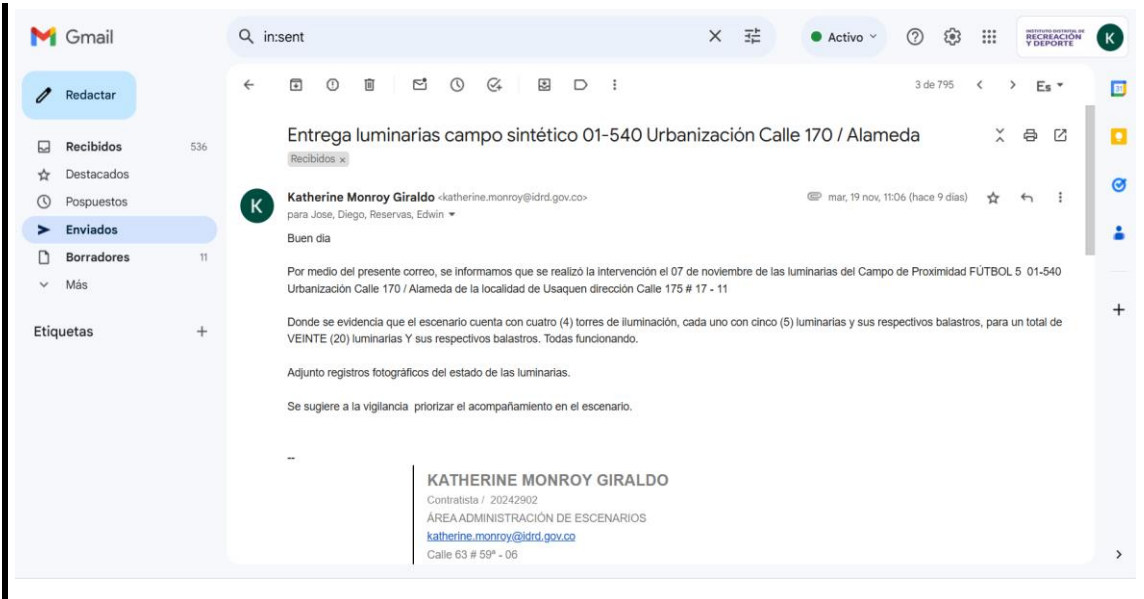 Gmail
in:sent
Activo
INSTITUTO DISTRITAL DE
RECREACIÓN
Y DEPORTE
K
Redactar
3 de 795
Es
Recibidos 536
Destacados
Pospuestos
Enviados
Borradores 11
Más
Etiquetas
Entrega luminarias campo sintético 01-540 Urbanización Calle 170 / Alameda
Recibidos x
K
Katherine Monroy Giraldo <katherine.monroy@idrd.gov.co>
mar, 19 nov, 11:06 (hace 9 días)
para Jose, Diego, Reservas, Edwin
Buen dia
Por medio del presente correo, se informamos que se realizó la intervención el 07 de noviembre de las luminarias del Campo de Proximidad FÚTBOL 5 01-540
Urbanización Calle 170 / Alameda de la localidad de Usaquen dirección Calle 175 # 17 - 11
Donde se evidencia que el escenario cuenta con cuatro (4) torres de iluminación, cada uno con cinco (5) luminarias y sus respectivos balastros, para un total de
VEINTE (20) luminarias Y sus respectivos balastros. Todas funcionando.
Adjunto registros fotográficos del estado de las luminarias.
Se sugiere a la vigilancia priorizar el acompañamiento en el escenario.
--
KATHERINE MONROY GIRALDO
Contratista / 20242902
ÁREA ADMINISTRACIÓN DE ESCENARIOS
katherine.monroy@idrd.gov.co
Calle 63 # 59ª - 06
31